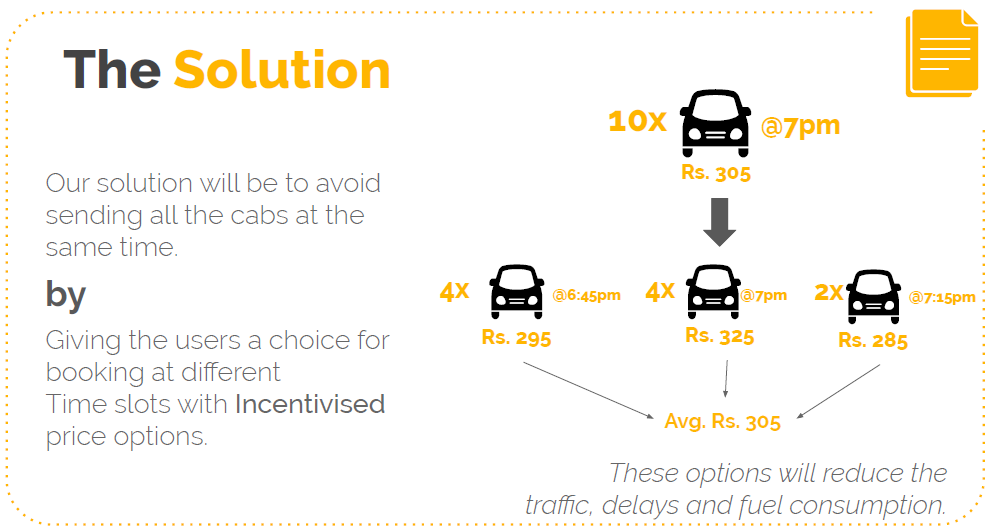 The Solution
Our solution will be to avoid
sending all the cabs at the
same time.
by
Giving the users a choice for
booking at different
Time slots with Incentivised
price options.
10x @7pm
Rs. 305
4x @6:45pm
Rs. 295
4x @7pm
Rs. 325
2x @7:15pm
Rs. 285
Avg. Rs. 305
These options will reduce the
traffic, delays and fuel consumption.